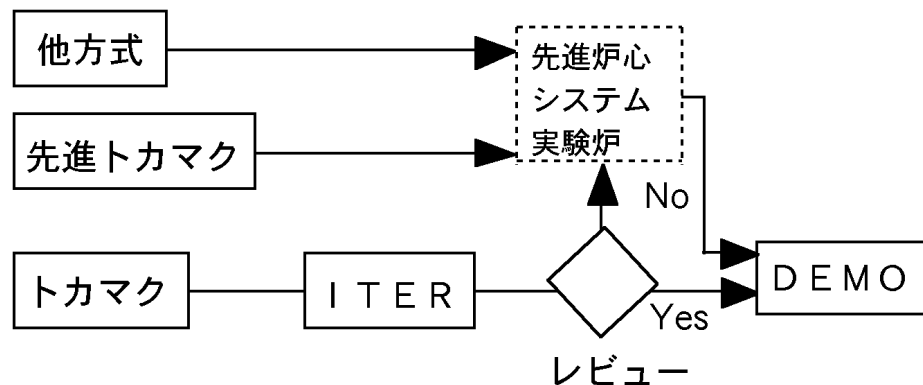 他方式
先進炉心
システム
実験炉
先進トカマク
No
トカマク
ＩＴＥＲ
ＤＥＭＯ
Yes
レビュー